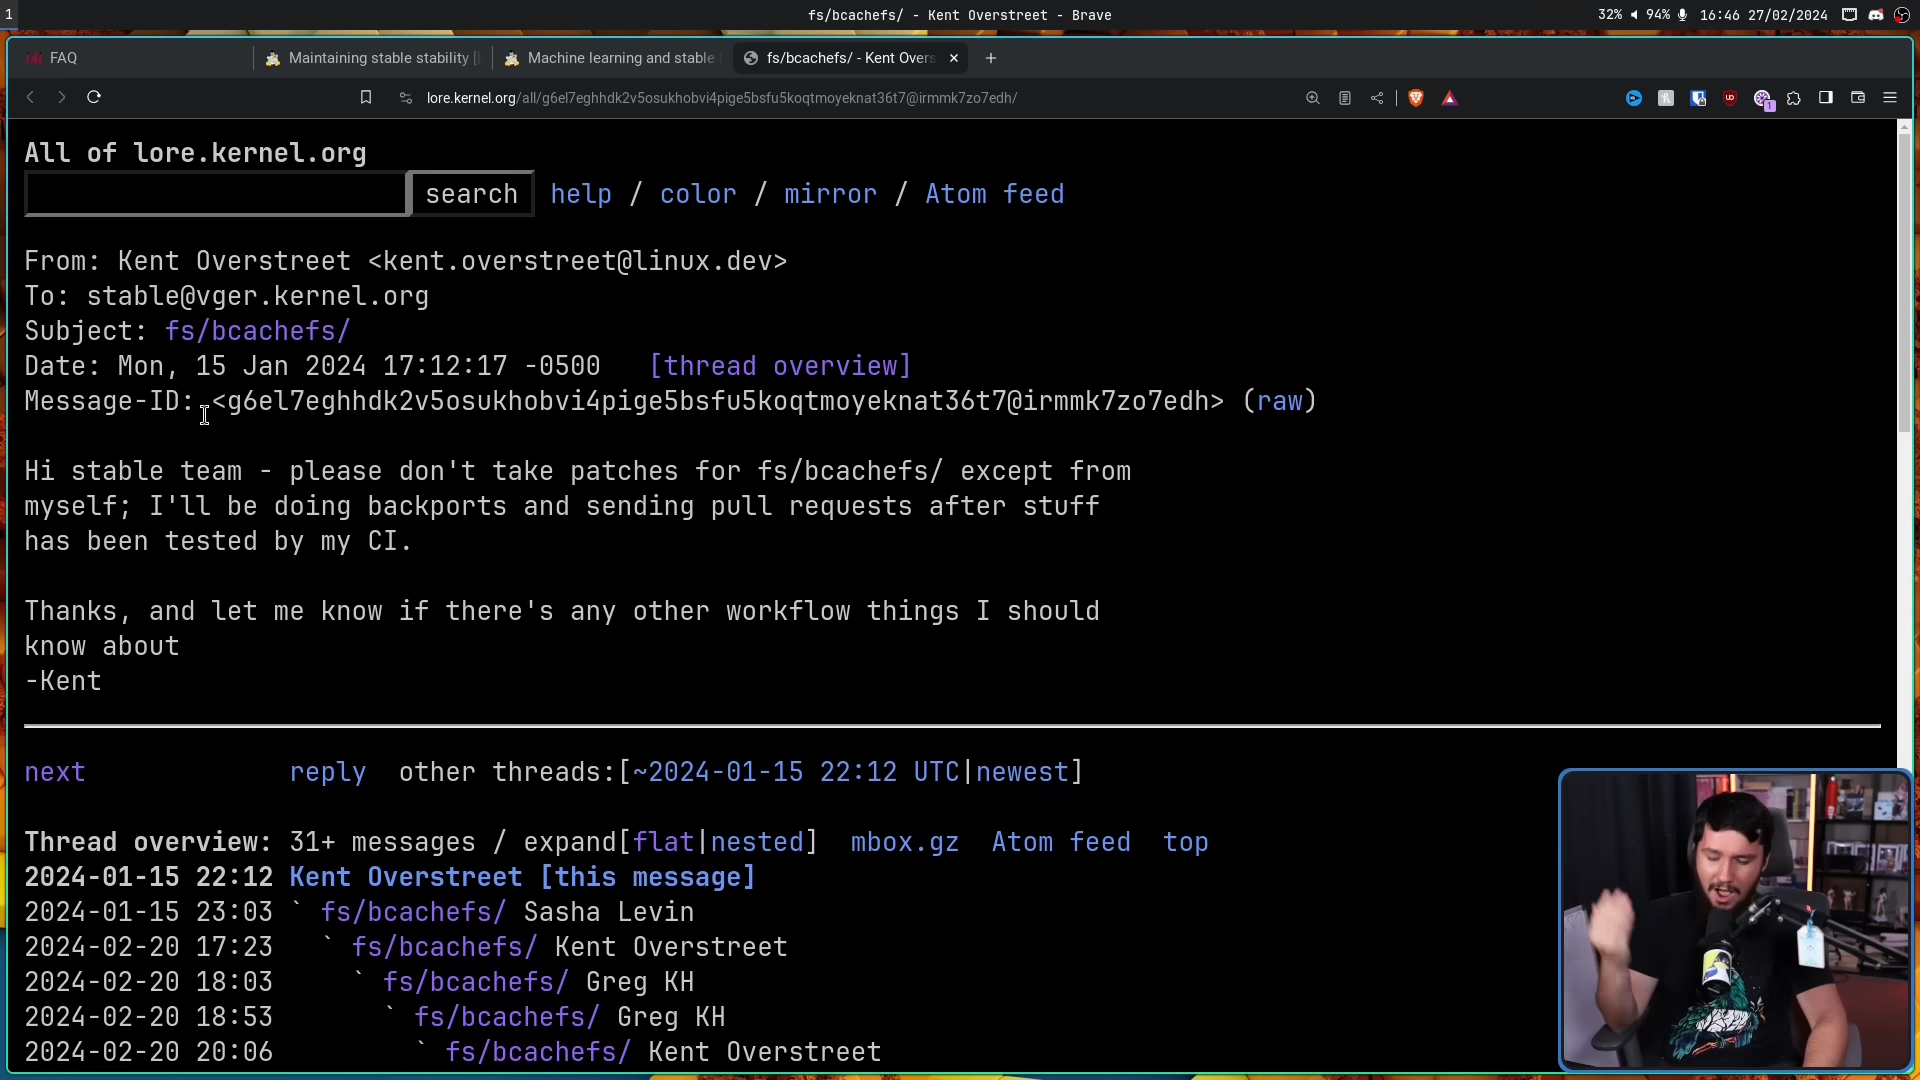 1
fs/bcachefs/ - Kent Overstreet - Brave
32% 94% 16:46 27/02/2024
FAQ
Maintaining stable stability [
Machine learning and stable
fs/bcachefs/ - Kent Overs
lore.kernel.org/all/g6el7eghhdk2v5osukhobvi4pige5bsfu5koqtmoyeknat36t7@irmmk7zo7edh/
1
All of lore.kernel.org
search help / color / mirror / Atom feed
From: Kent Overstreet <kent.overstreet@linux.dev>
To: stable@vger.kernel.org
Subject: fs/bcachefs/
Date: Mon, 15 Jan 2024 17:12:17 -0500 [thread overview]
Message-ID: <g6el7eghhdk2v5osukhobvi4pige5bsfu5koqtmoyeknat36t7@irmmk7zo7edh> (raw)
Hi stable team - please don't take patches for fs/bcachefs/ except from
myself; I'll be doing backports and sending pull requests after stuff
has been tested by my CI.
Thanks, and let me know if there's any other workflow things I should
know about
-Kent
next reply other threads:[~2024-01-15 22:12 UTC|newest]
Thread overview: 31+ messages / expand[flat|nested] mbox.gz Atom feed top
2024-01-15 22:12 Kent Overstreet [this message]
2024-01-15 23:03 ` fs/bcachefs/ Sasha Levin
2024-02-20 17:23 ` fs/bcachefs/ Kent Overstreet
2024-02-20 18:03 ` fs/bcachefs/ Greg KH
2024-02-20 18:53 ` fs/bcachefs/ Greg KH
2024-02-20 20:06 ` fs/bcachefs/ Kent Overstreet